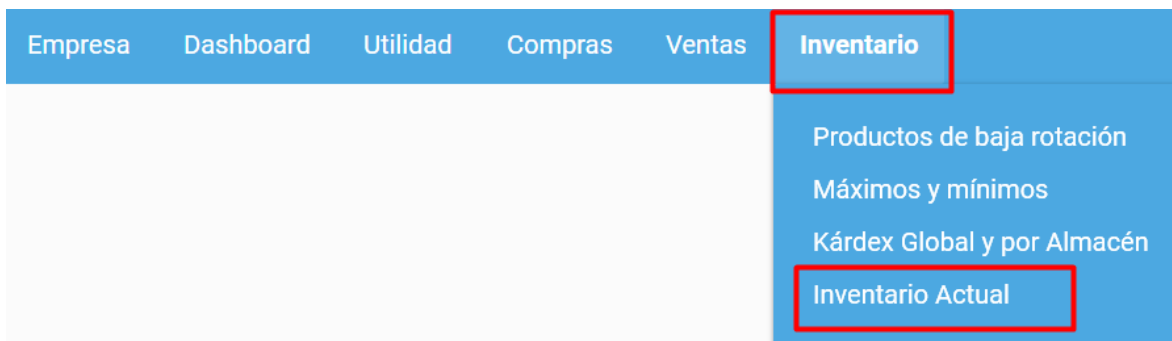 Empresa Dashboard Utilidad Compras Ventas Inventario
Productos de baja rotación
Máximos y mínimos
Kárdex Global y por Almacén
Inventario Actual